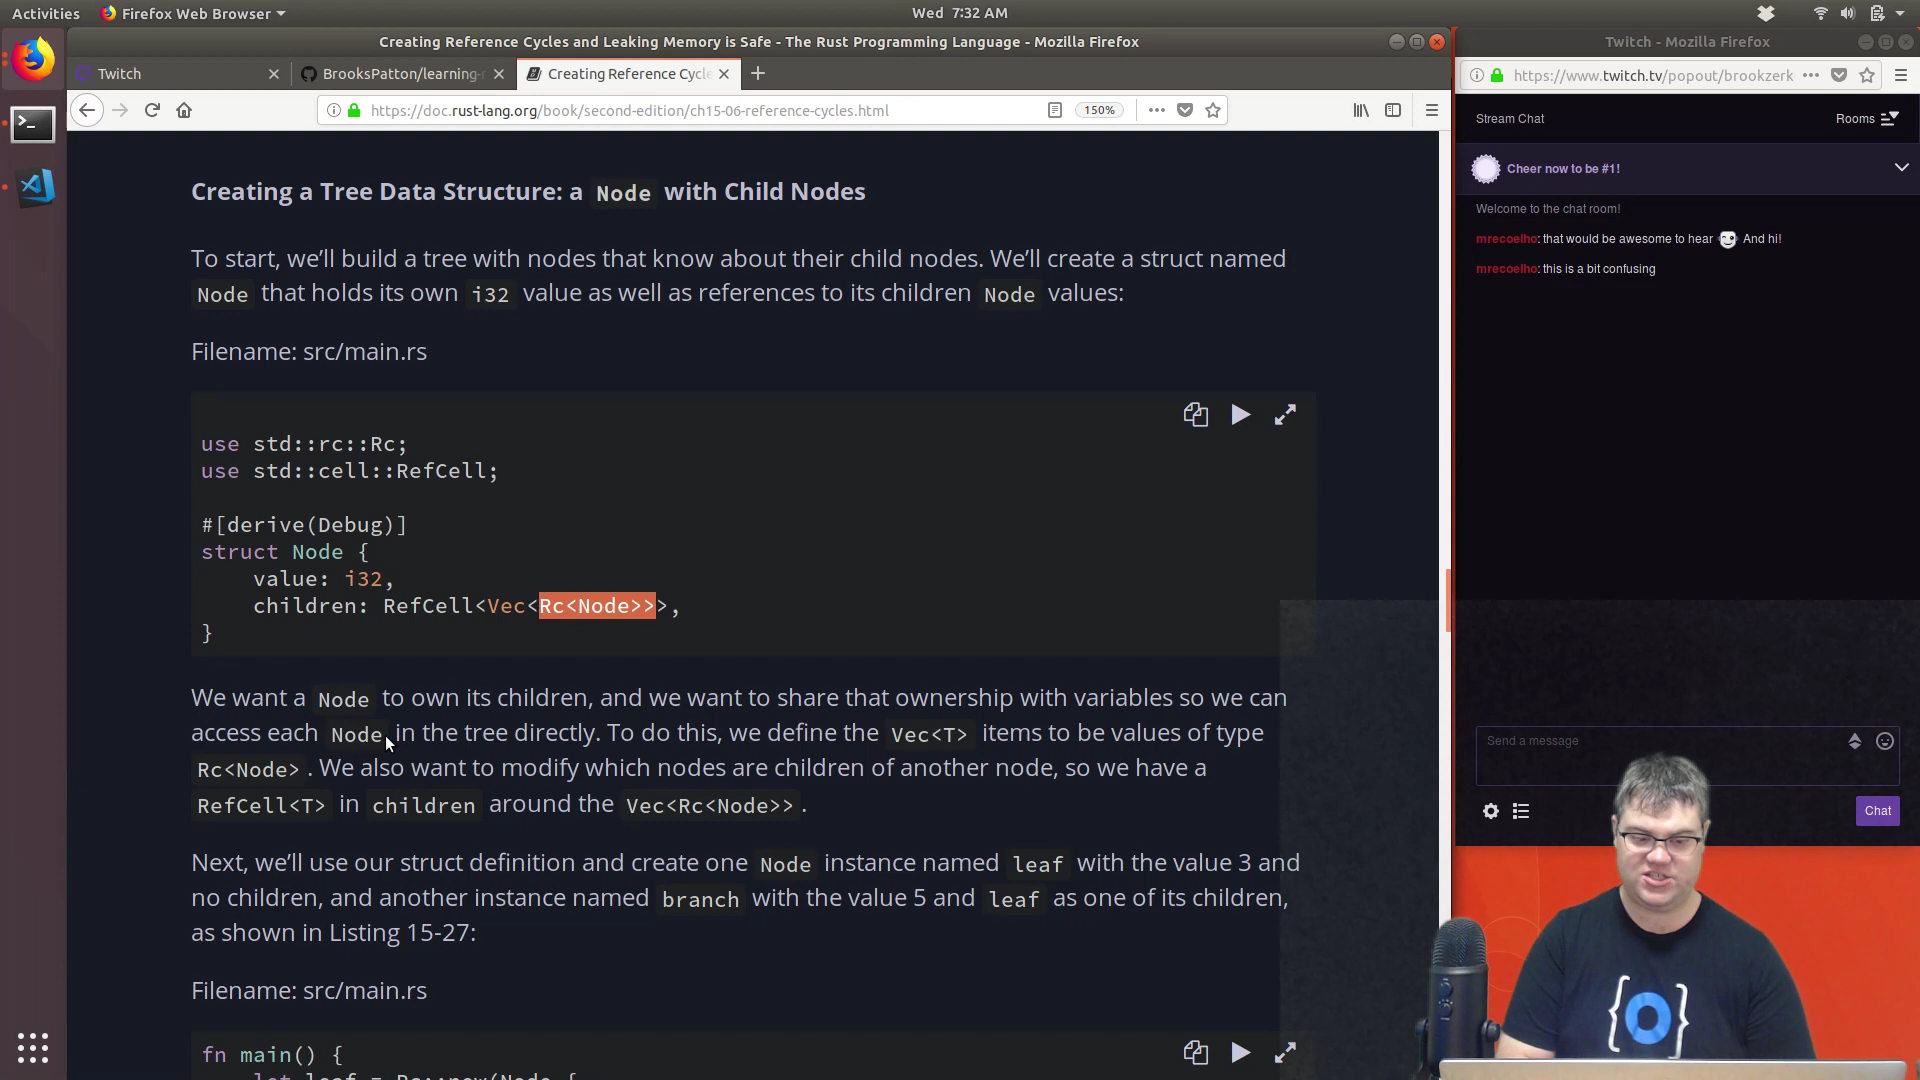 Activities
Firefox Web Browser
Wed 7:32 AM
Creating Reference Cycles and Leaking Memory is Safe - The Rust Programming Language - Mozilla Firefox
Twitch
BrooksPatton/learning-r
Creating Reference Cycle
https://doc.rust-lang.org/book/second-edition/ch15-06-reference-cycles.html
150%
Creating a Tree Data Structure: a Node with Child Nodes
To start, we’ll build a tree with nodes that know about their child nodes. We’ll create a struct named
Node that holds its own i32 value as well as references to its children Node values:
Filename: src/main.rs
use std::rc::Rc;
use std::cell::RefCell;
#[derive(Debug)]
struct Node {
value: i32,
children: RefCell<Vec<Rc<Node>>>,
}
We want a Node to own its children, and we want to share that ownership with variables so we can
access each Node in the tree directly. To do this, we define the Vec<T> items to be values of type
Rc<Node> . We also want to modify which nodes are children of another node, so we have a
RefCell<T> in children around the Vec<Rc<Node>> .
Next, we’ll use our struct definition and create one Node instance named leaf with the value 3 and
no children, and another instance named branch with the value 5 and leaf as one of its children,
as shown in Listing 15-27:
Filename: src/main.rs
fn main() {
let leaf = Rc::new(Node {
Twitch - Mozilla Firefox
https://www.twitch.tv/popout/brookzerk
Stream Chat
Rooms
Cheer now to be #1!
Welcome to the chat room!
mrecoelho: that would be awesome to hear And hi!
mrecoelho: this is a bit confusing
Send a message
Chat